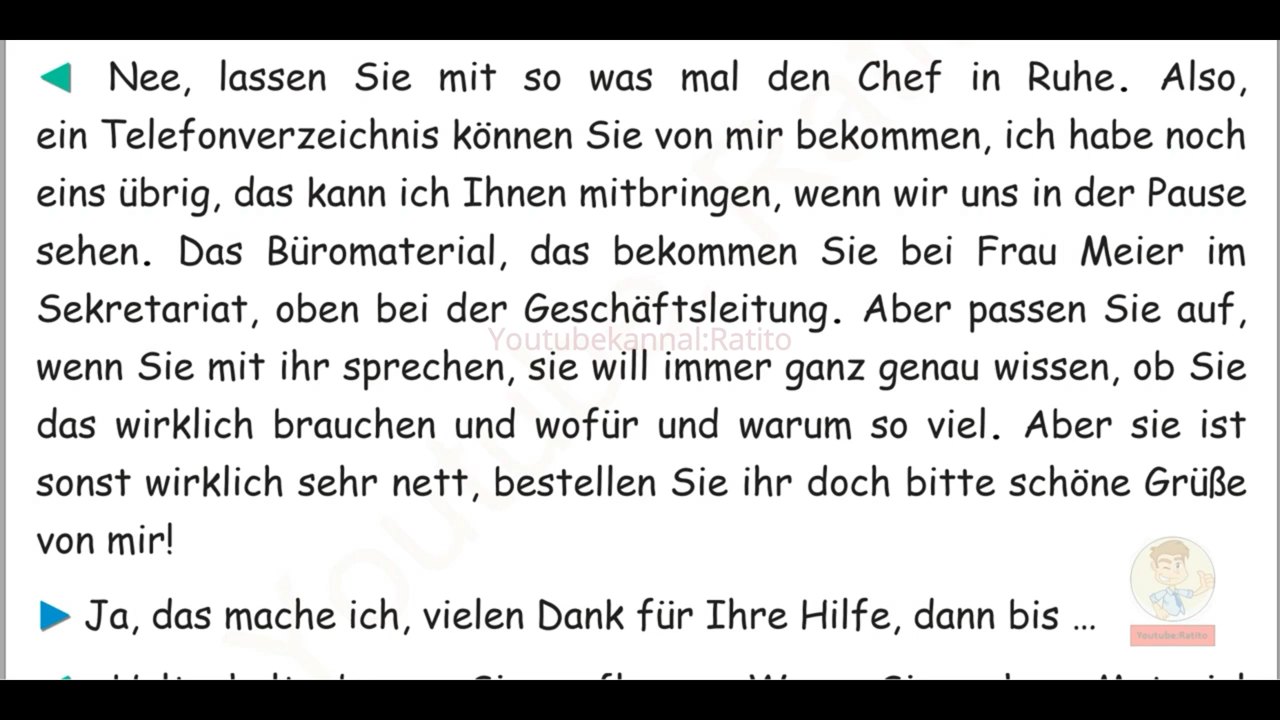 Nee, lassen Sie mit so was mal den Chef in Ruhe. Also,
ein Telefonverzeichnis können Sie von mir bekommen, ich habe noch
eins übrig, das kann ich Ihnen mitbringen, wenn wir uns in der Pause
sehen. Das Büromaterial, das bekommen Sie bei Frau Meier im
Sekretariat, oben bei der Geschäftsleitung. Aber passen Sie auf,
Youtubekannal:Ratito
wenn Sie mit ihr sprechen, sie will immer ganz genau wissen, ob Sie
das wirklich brauchen und wofür und warum so viel. Aber sie ist
sonst wirklich sehr nett, bestellen Sie ihr doch bitte schöne Grüße
von mir!
Ja, das mache ich, vielen Dank für Ihre Hilfe, dann bis ...
Youtube:Ratito